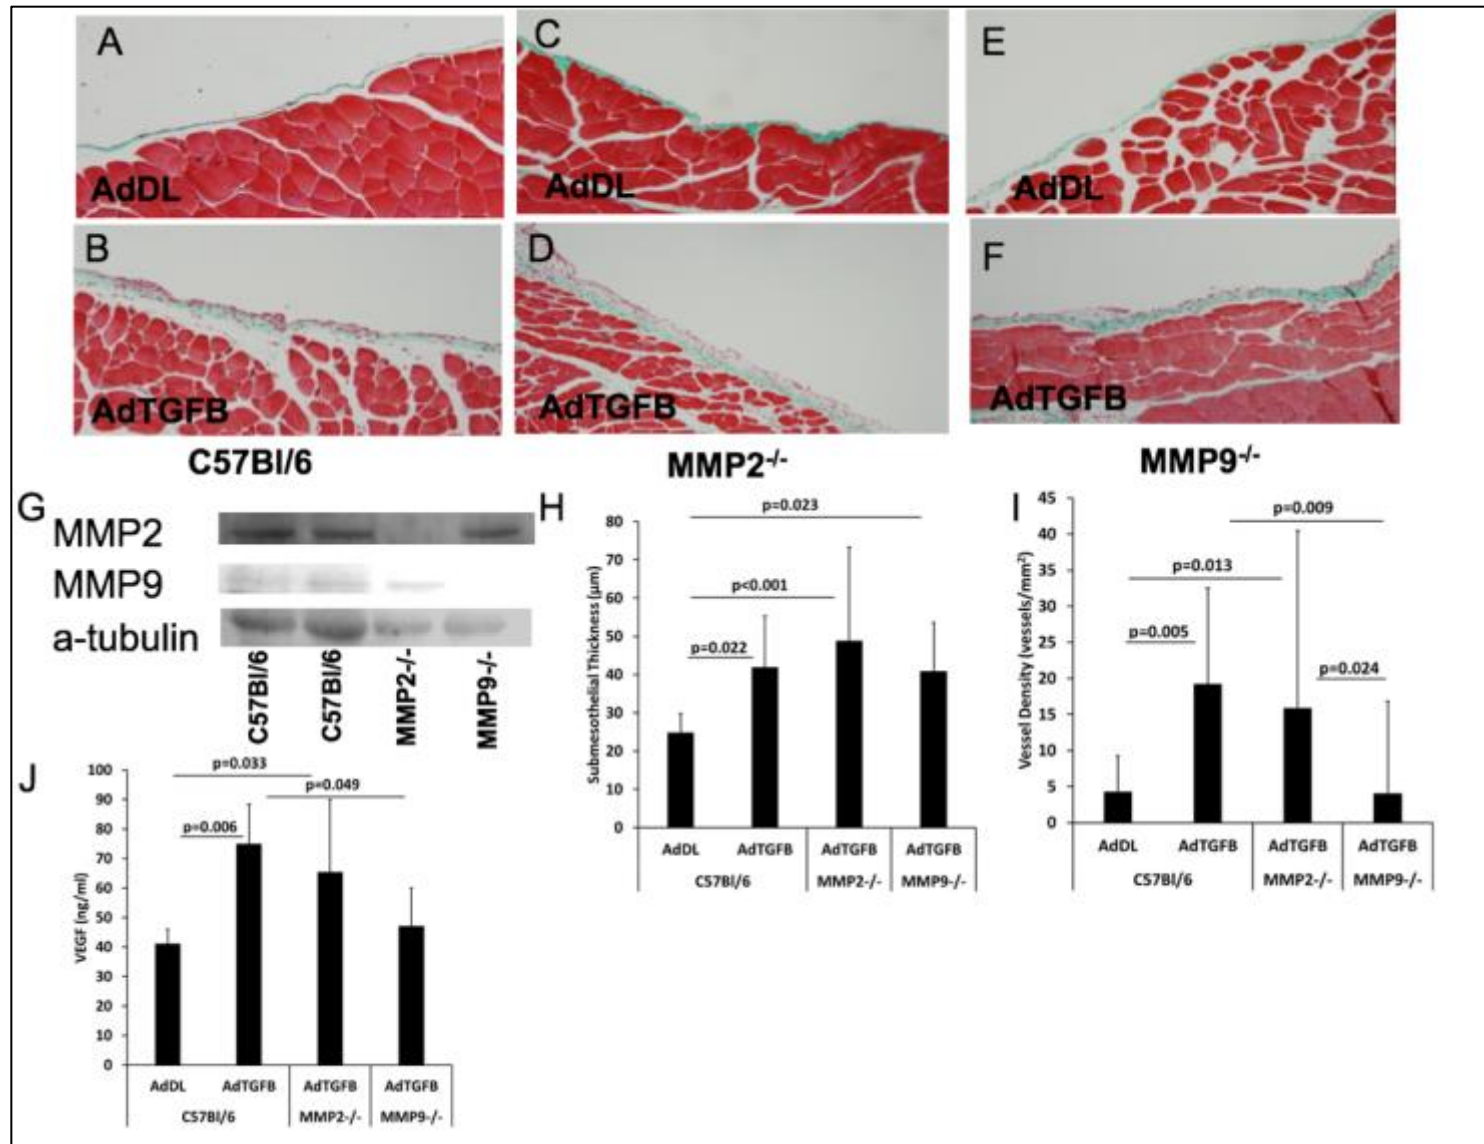 A
C
E
AdDL
AdDL
AdDL
B
D
F
AdTGFB
AdTGFB
AdTGFB
C57Bl/6
MMP2-/-
MMP9-/-
G
MMP2
MMP9
a-tubulin
C57Bl/6
C57Bl/6
MMP2-/-
MMP9-/-
H
Submesothelial Thickness (µm)
80
70
60
50
40
30
20
10
0
p=0.023
p<0.001
p=0.022
AdDL AdTGFB AdTGFB AdTGFB
C57Bl/6 MMP2-/- MMP9-/-
I
Vessel Density (vessels/mm²)
45
40
35
30
25
20
15
10
5
0
p=0.009
p=0.013
p=0.005
p=0.024
AdDL AdTGFB AdTGFB AdTGFB
C57Bl/6 MMP2-/- MMP9-/-
J
VEGF (ng/ml)
100
90
80
70
60
50
40
30
20
10
0
p=0.033
p=0.049
p=0.006
AdDL AdTGFB AdTGFB AdTGFB
C57Bl/6 MMP2-/- MMP9-/-